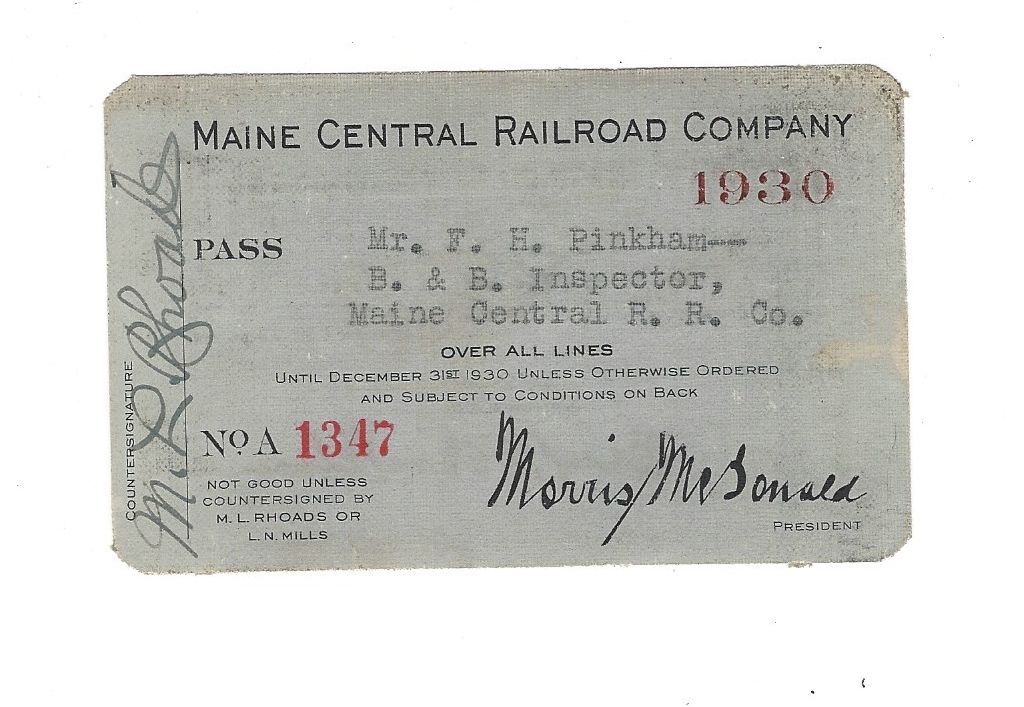 MAINE CENTRAL RAILROAD COMPANY
1930
PASS Mr. F. H. Pinkham--
B. & B. Inspector,
Maine Central R. R. Co.
OVER ALL LINES
UNTIL DECEMBER 31ST 1930 UNLESS OTHERWISE ORDERED
AND SUBJECT TO CONDITIONS ON BACK
No. A 1347
NOT GOOD UNLESS
COUNTERSIGNED BY
M. L. RHOADS OR
L. N. MILLS
Morris McDonald
PRESIDENT
COUNTERSIGNATURE
M. L. Rhoads